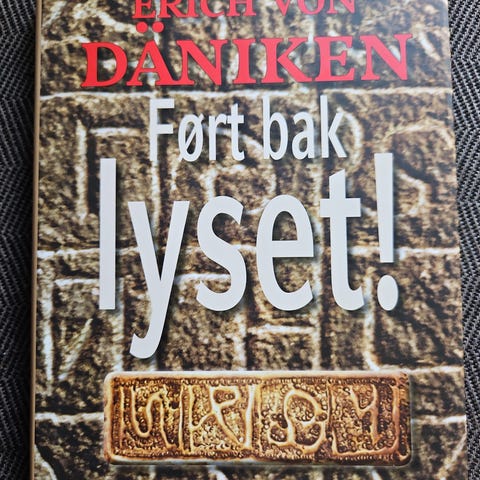 ERICH VON
DÄNIKEN
Ført bak
lyset!